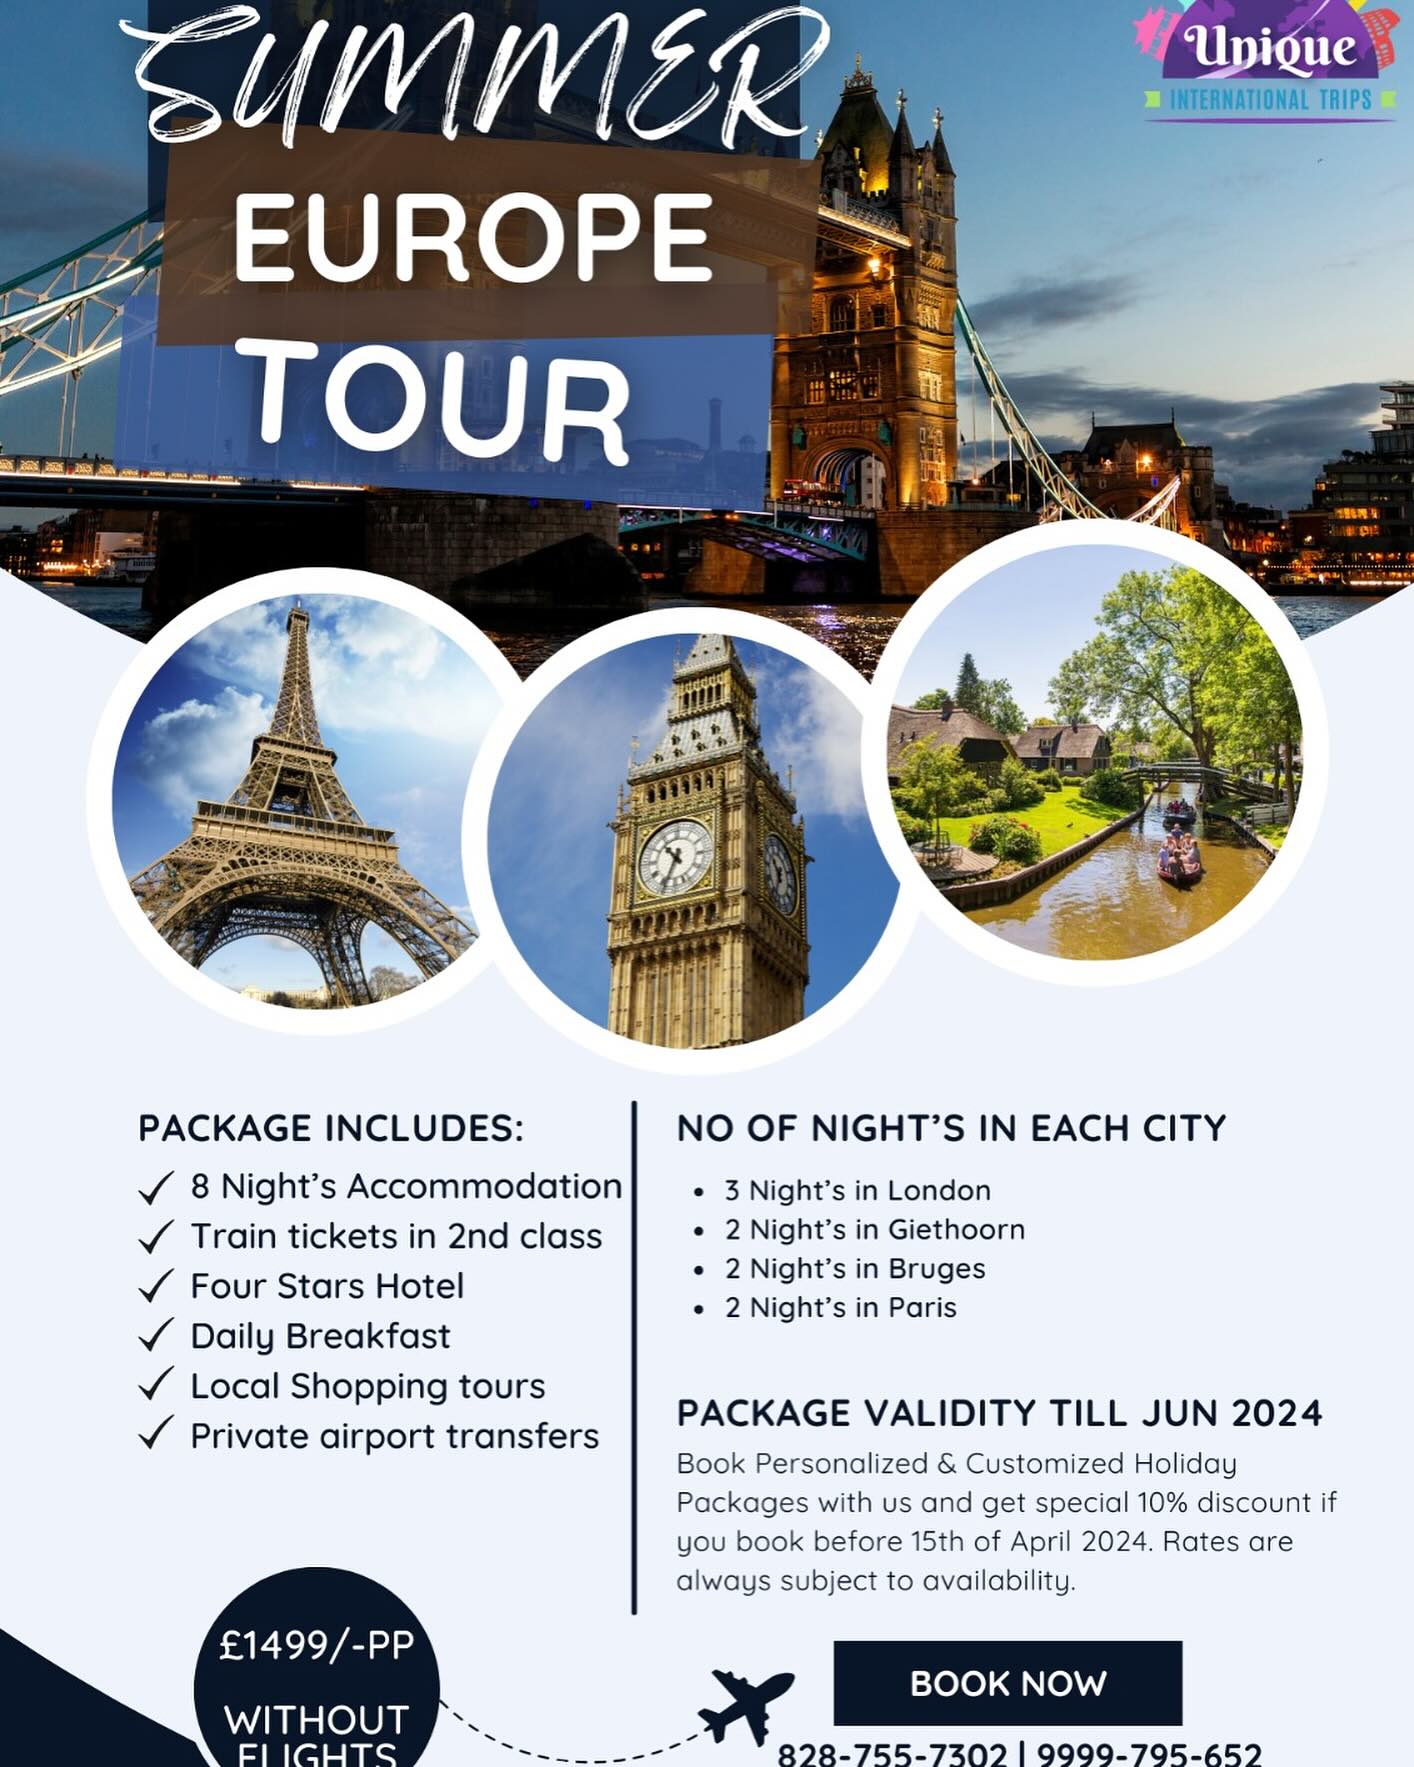 SUMMER
EUROPE
TOUR
Unique
INTERNATIONAL TRIPS
PACKAGE INCLUDES:
8 Night's Accommodation
Train tickets in 2nd class
Four Stars Hotel
Daily Breakfast
Local Shopping tours
Private airport transfers
NO OF NIGHT'S IN EACH CITY
3 Night's in London
2 Night's in Giethoorn
2 Night's in Bruges
2 Night's in Paris
PACKAGE VALIDITY TILL JUN 2024
Book Personalized & Customized Holiday
Packages with us and get special 10% discount if
you book before 15th of April 2024. Rates are
always subject to availability.
£1499/-PP
WITHOUT
FLIGHTS
BOOK NOW
828-755-7302 | 9999-795-652